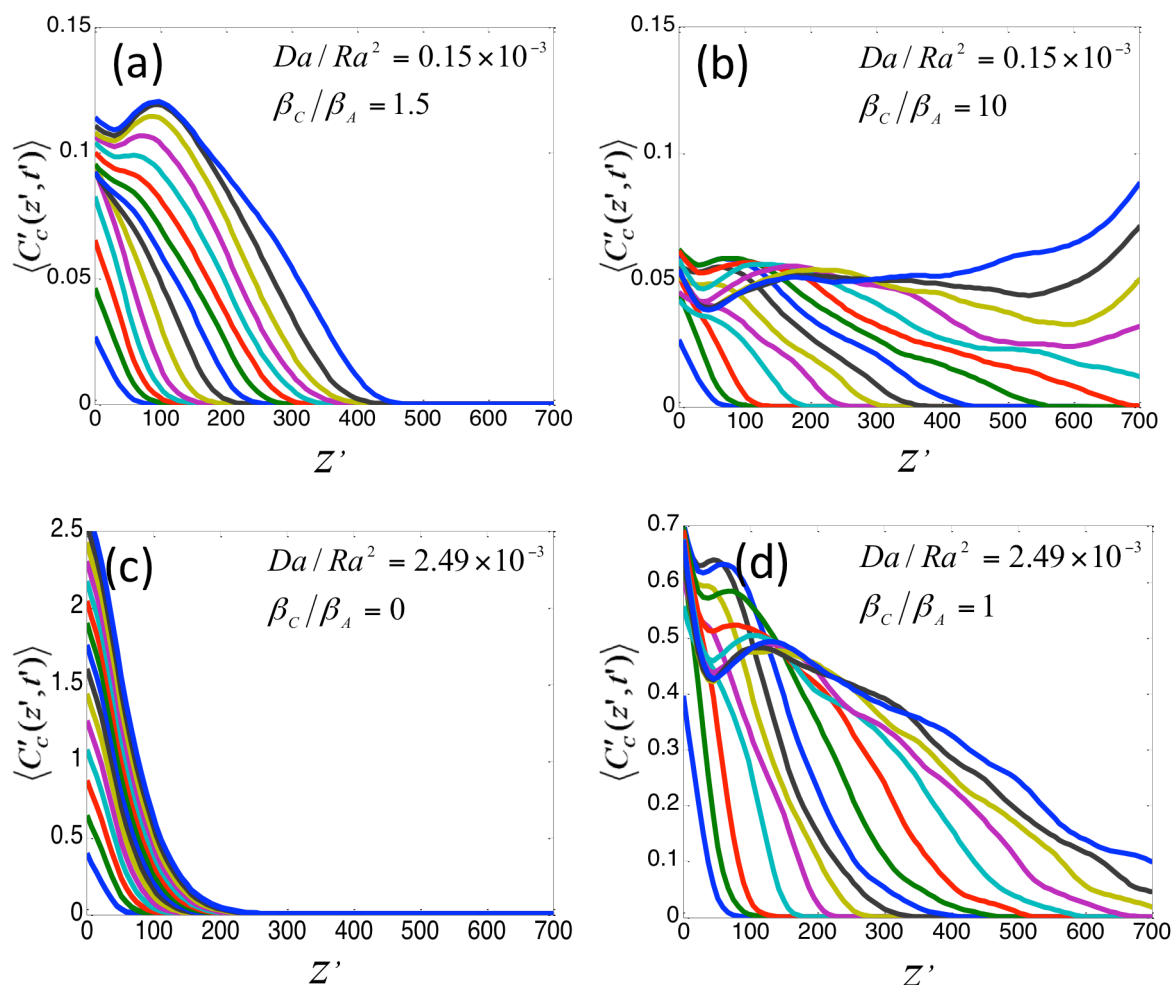 (a)
Da/Ra² = 0.15×10⁻³
β_C/β_A = 1.5
⟨C'_c(z',t')⟩
0.15
0.1
0.05
0
0 100 200 300 400 500 600 700
Z’
(b)
Da/Ra² = 0.15×10⁻³
β_C/β_A = 10
⟨C'_c(z',t')⟩
0.15
0.1
0.05
0
0 100 200 300 400 500 600 700
Z’
(c)
Da/Ra² = 2.49×10⁻³
β_C/β_A = 0
⟨C'_c(z',t')⟩
2.5
2
1.5
1
0.5
0
0 100 200 300 400 500 600 700
Z’
(d)
Da/Ra² = 2.49×10⁻³
β_C/β_A = 1
⟨C'_c(z',t')⟩
0.7
0.6
0.5
0.4
0.3
0.2
0.1
0
0 100 200 300 400 500 600 700
Z’